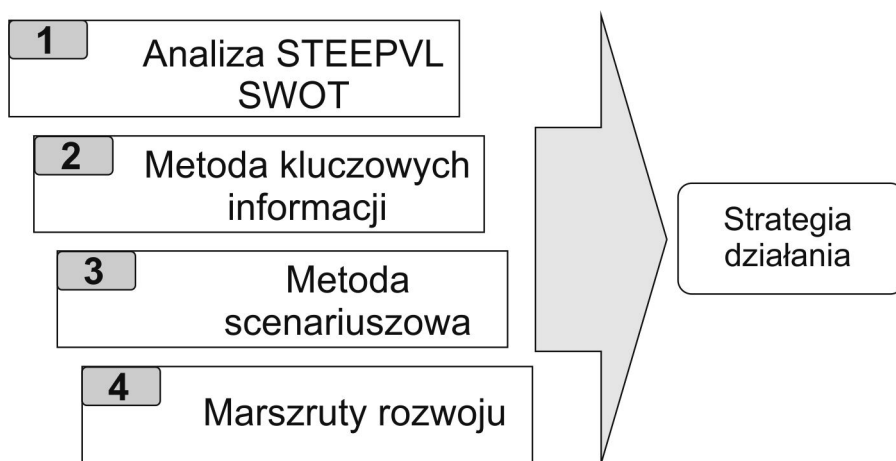 1
Analiza STEEPVL
SWOT
2
Metoda kluczowych
informacji
3
Metoda
scenariuszowa
4
Marszruty rozwoju
Strategia
działania